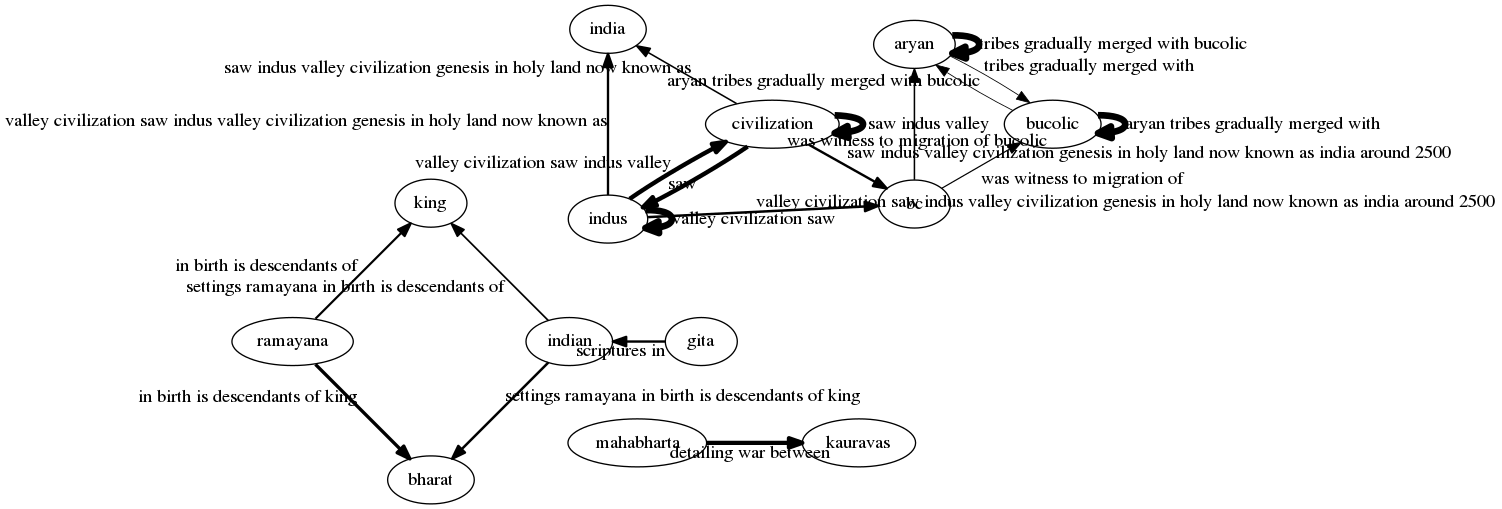 india
aryan
tribes gradually merged with bucolic
tribes gradually merged with
saw indus valley civilization genesis in holy land now known as
aryan tribes gradually merged with bucolic
valley civilization saw indus valley civilization genesis in holy land now known as
civilization
saw indus valley
bucolic
aryan tribes gradually merged with
was witness to migration of bucolic
saw indus valley civilization genesis in holy land now known as india around 2500
valley civilization saw indus valley
saw
was witness to migration of
king
valley civilization saw indus valley civilization genesis in holy land now known as india around 2500
bc
indus
valley civilization saw
in birth is descendants of
settings ramayana in birth is descendants of
ramayana
indian
scriptures in
gita
in birth is descendants of king
settings ramayana in birth is descendants of king
mahabharta
detailing war between
kauravas
bharat